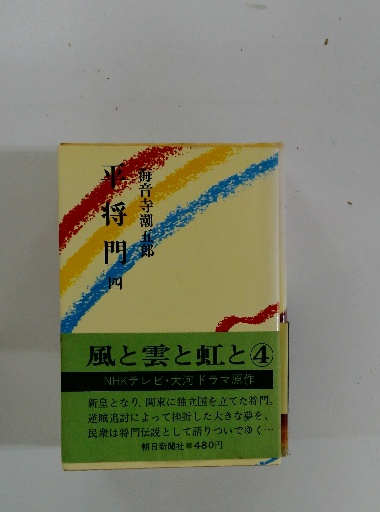 海音寺潮五郎
平将門 四
風と雲と虹と④
NHKテレビ・大河ドラマ原作
新皇となり、関東に独立国を立てた将門。
逆賊追討によって挫折した大きな夢を、
民衆は将門伝説として語りついでゆく…
朝日新聞社■480円